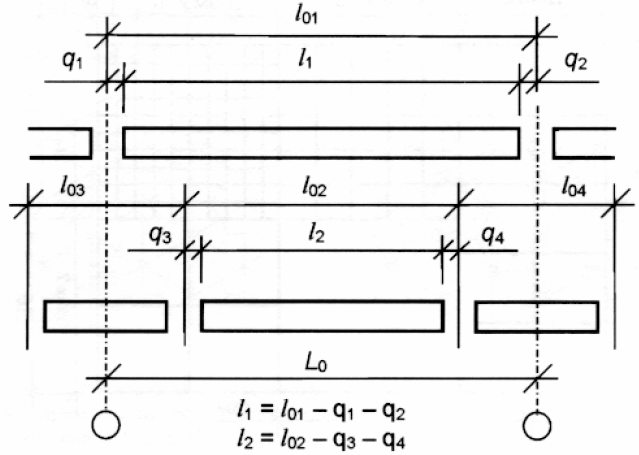 l₀₁
q₁ l₁ q₂
l₀₃ l₀₂ l₀₄
q₃ l₂ q₄
L₀
l₁ = l₀₁ – q₁ – q₂
l₂ = l₀₂ – q₃ – q₄